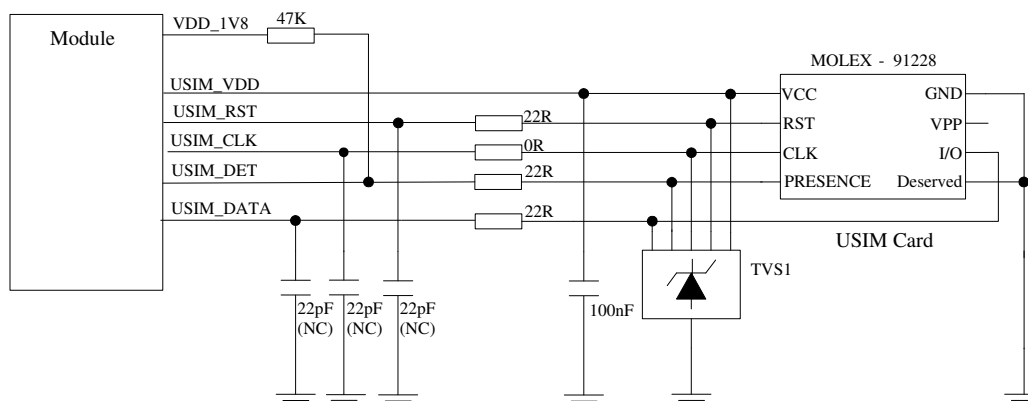 VDD_1V8
47K
Module
MOLEX - 91228
USIM_VDD
VCC
GND
USIM_RST
22R
RST
VPP
USIM_CLK
0R
CLK
I/O
USIM_DET
22R
PRESENCE
Deserved
USIM_DATA
22R
USIM Card
TVS1
22pF
(NC)
22pF
(NC)
22pF
(NC)
100nF